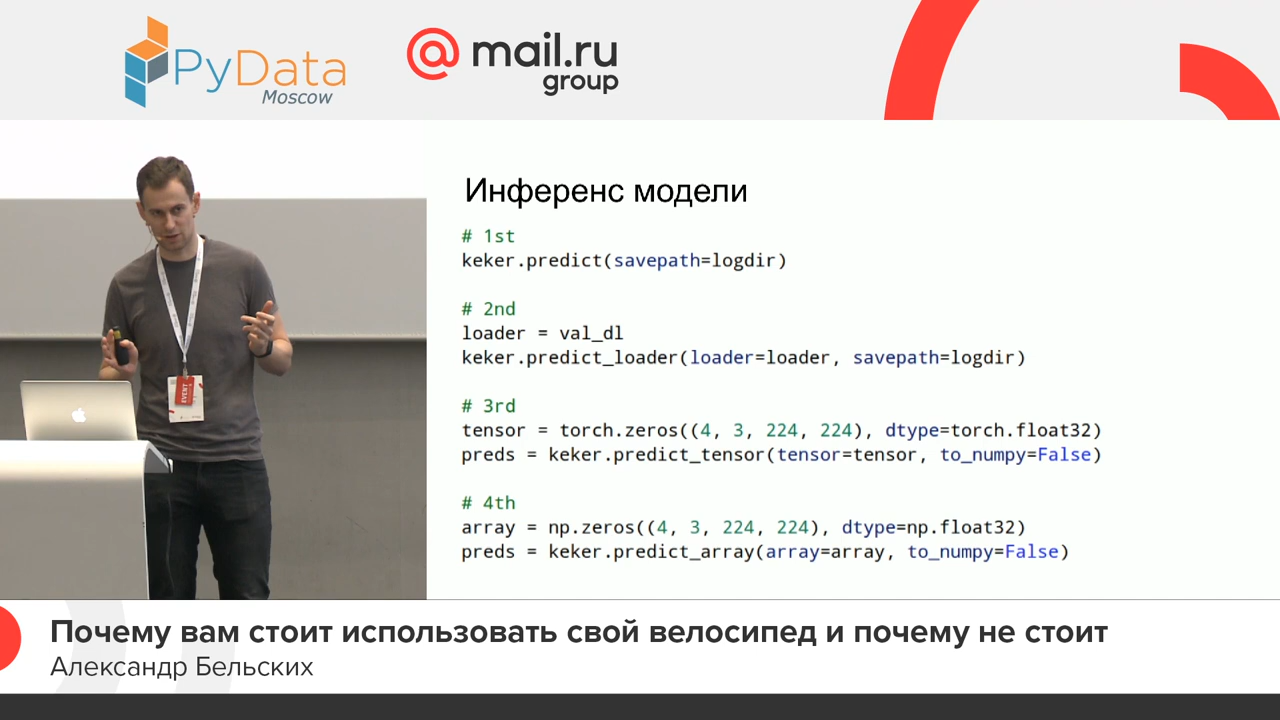 PyData
Moscow
@mail.ru
group
Инференс модели
# 1st
keker.predict(savepath=logdir)
# 2nd
loader = val_dl
keker.predict_loader(loader=loader, savepath=logdir)
# 3rd
tensor = torch.zeros((4, 3, 224, 224), dtype=torch.float32)
preds = keker.predict_tensor(tensor=tensor, to_numpy=False)
# 4th
array = np.zeros((4, 3, 224, 224), dtype=np.float32)
preds = keker.predict_array(array=array, to_numpy=False)
EVENT
Почему вам стоит использовать свой велосипед и почему не стоит
Александр Бельских